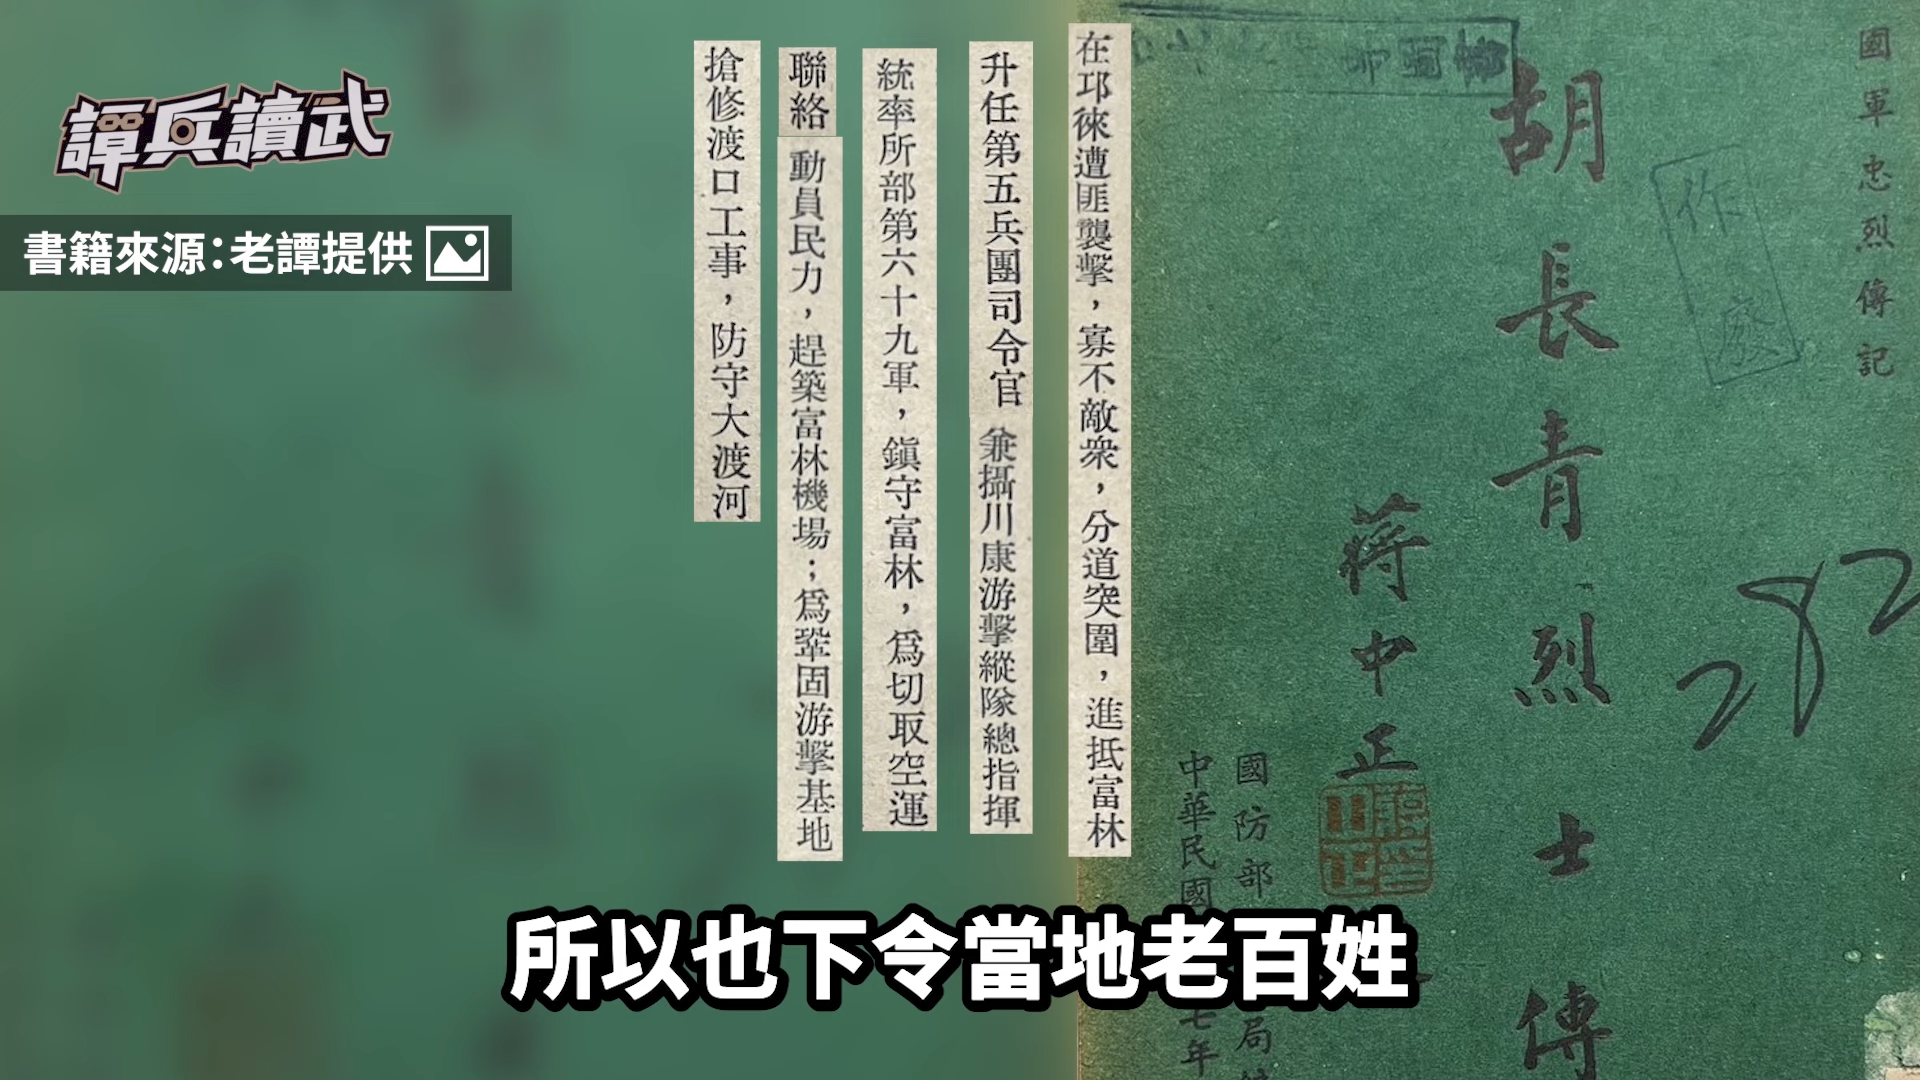 譚兵讀武
書籍來源:老譚提供
在邛徠遭匪襲擊,寡不敵衆,分道突圍,進抵富林
升任第五兵團司令官 兼攝川康游擊縱隊總指揮
統率所部第六十九軍,鎮守富林,爲切取空運
聯絡 動員民力,趕築富林機場;爲鞏固游擊基地
搶修渡口工事,防守大渡河
國軍忠烈傳記
作廢
282
胡長青烈士傳
蔣中正
國防部 局
中華民國 七年
所以也下令當地老百姓